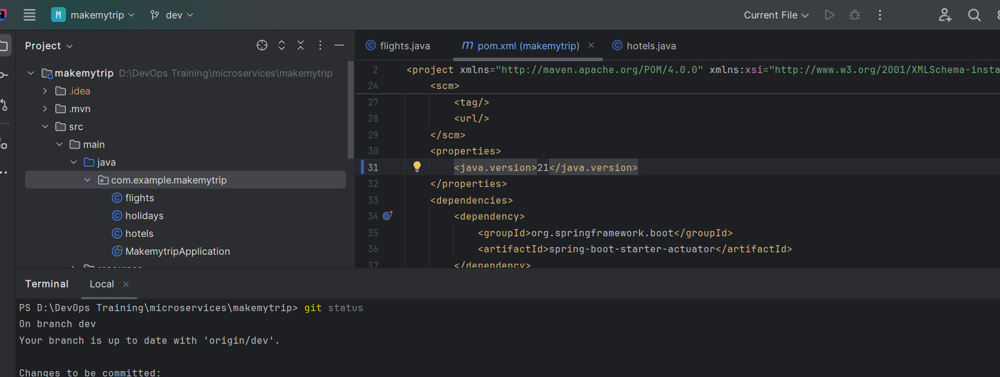 M makemytrip dev Current File
Project
flights.java pom.xml (makemytrip) hotels.java
makemytrip D:\DevOps Training\microservices\makemytrip
.idea
.mvn
src
main
java
com.example.makemytrip
flights
holidays
hotels
MakemytripApplication
2 <project xmlns="http://maven.apache.org/POM/4.0.0" xmlns:xsi="http://www.w3.org/2001/XMLSchema-insta
24 <scm>
27 <tag/>
28 <url/>
29 </scm>
30 <properties>
31 <java.version>21</java.version>
32 </properties>
33 <dependencies>
34 <dependency>
35 <groupId>org.springframework.boot</groupId>
36 <artifactId>spring-boot-starter-actuator</artifactId>
37 </dependency>
Terminal Local
PS D:\DevOps Training\microservices\makemytrip> git status
On branch dev
Your branch is up to date with 'origin/dev'.
Changes to be committed: